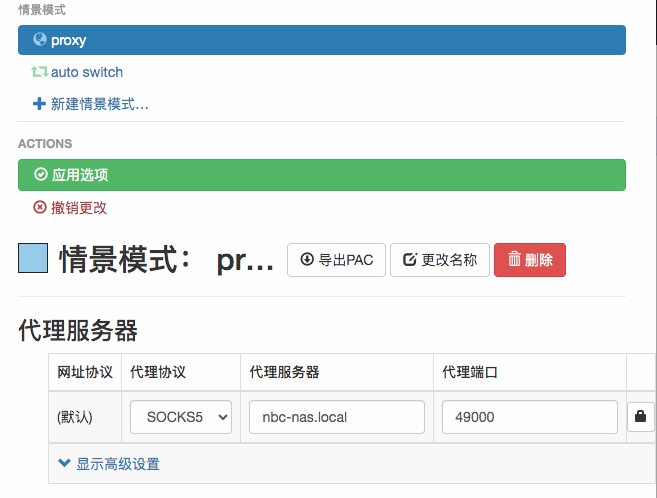 情景模式
proxy
auto switch
新建情景模式…
ACTIONS
应用选项
撤销更改
情景模式： pr... 导出PAC 更改名称 删除
代理服务器
网址协议 代理协议 代理服务器 代理端口
(默认) SOCKS5 nbc-nas.local 49000
显示高级设置